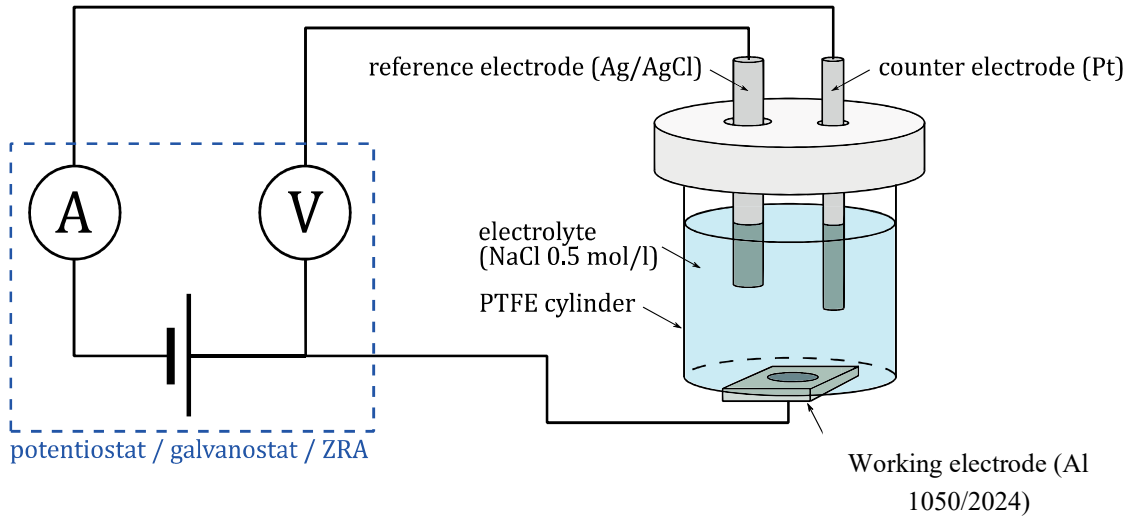 reference electrode (Ag/AgCl)
counter electrode (Pt)
A
V
electrolyte
(NaCl 0.5 mol/l)
PTFE cylinder
potentiostat / galvanostat / ZRA
Working electrode (Al
1050/2024)